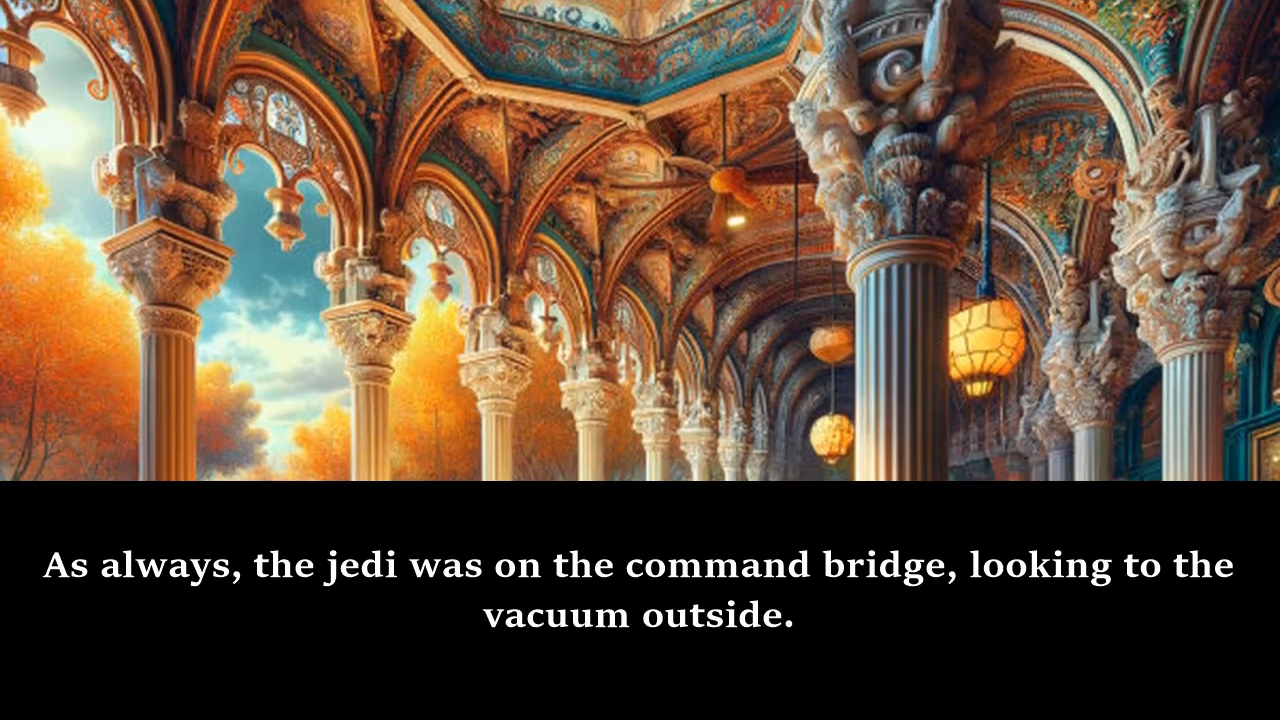 As always, the jedi was on the command bridge, looking to the
vacuum outside.